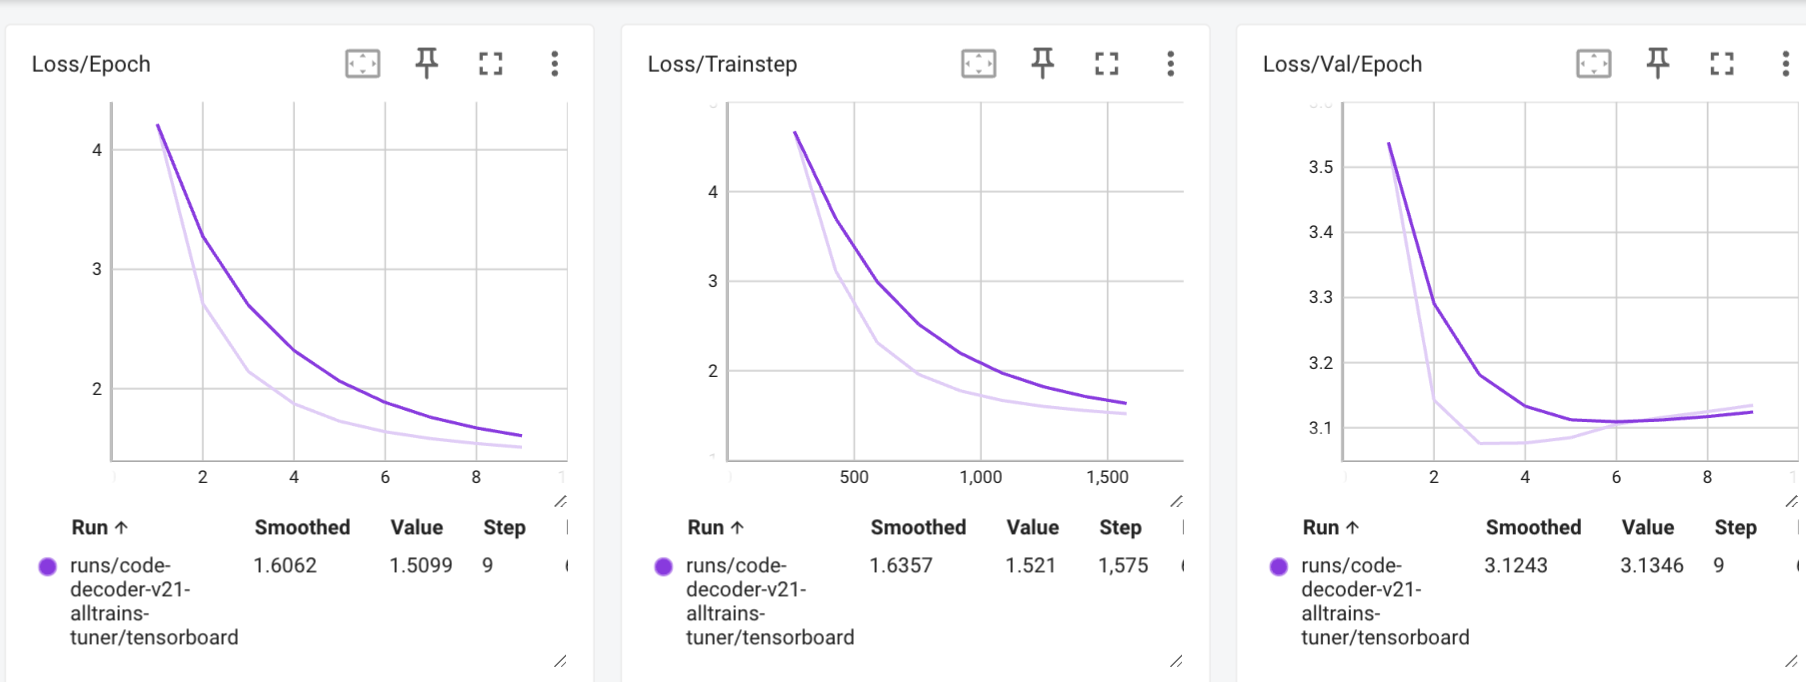 Loss/Epoch
4
3
2
2 4 6 8
Run ↑ Smoothed Value Step
runs/code- 1.6062 1.5099 9
decoder-v21-
alltrains-
tuner/tensorboard
Loss/Trainstep
5
4
3
2
1
500 1,000 1,500
Run ↑ Smoothed Value Step
runs/code- 1.6357 1.521 1,575
decoder-v21-
alltrains-
tuner/tensorboard
Loss/Val/Epoch
3.6
3.5
3.4
3.3
3.2
3.1
2 4 6 8
Run ↑ Smoothed Value Step
runs/code- 3.1243 3.1346 9
decoder-v21-
alltrains-
tuner/tensorboard